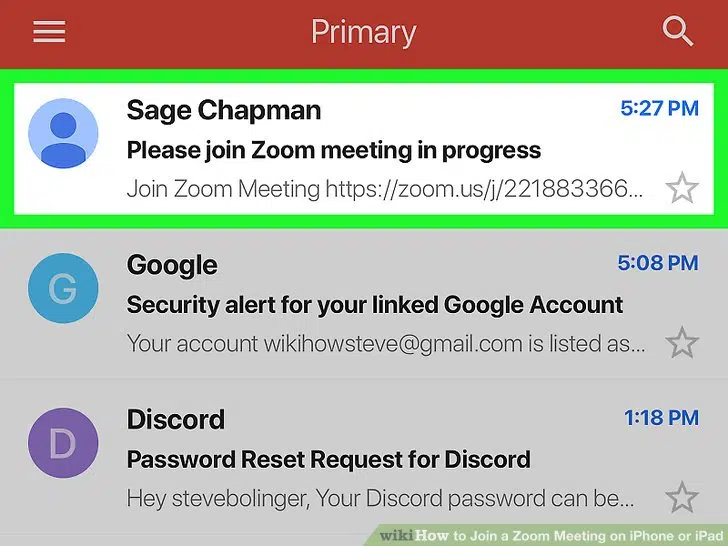 Primary
Sage Chapman 5:27 PM
Please join Zoom meeting in progress
Join Zoom Meeting https://zoom.us/j/221883366...
G
Google 5:08 PM
Security alert for your linked Google Account
Your account wikihowsteve@gmail.com is listed as...
D
Discord 1:18 PM
Password Reset Request for Discord
Hey stevebolinger, Your Discord password can be...
wikiHow to Join a Zoom Meeting on iPhone or iPad